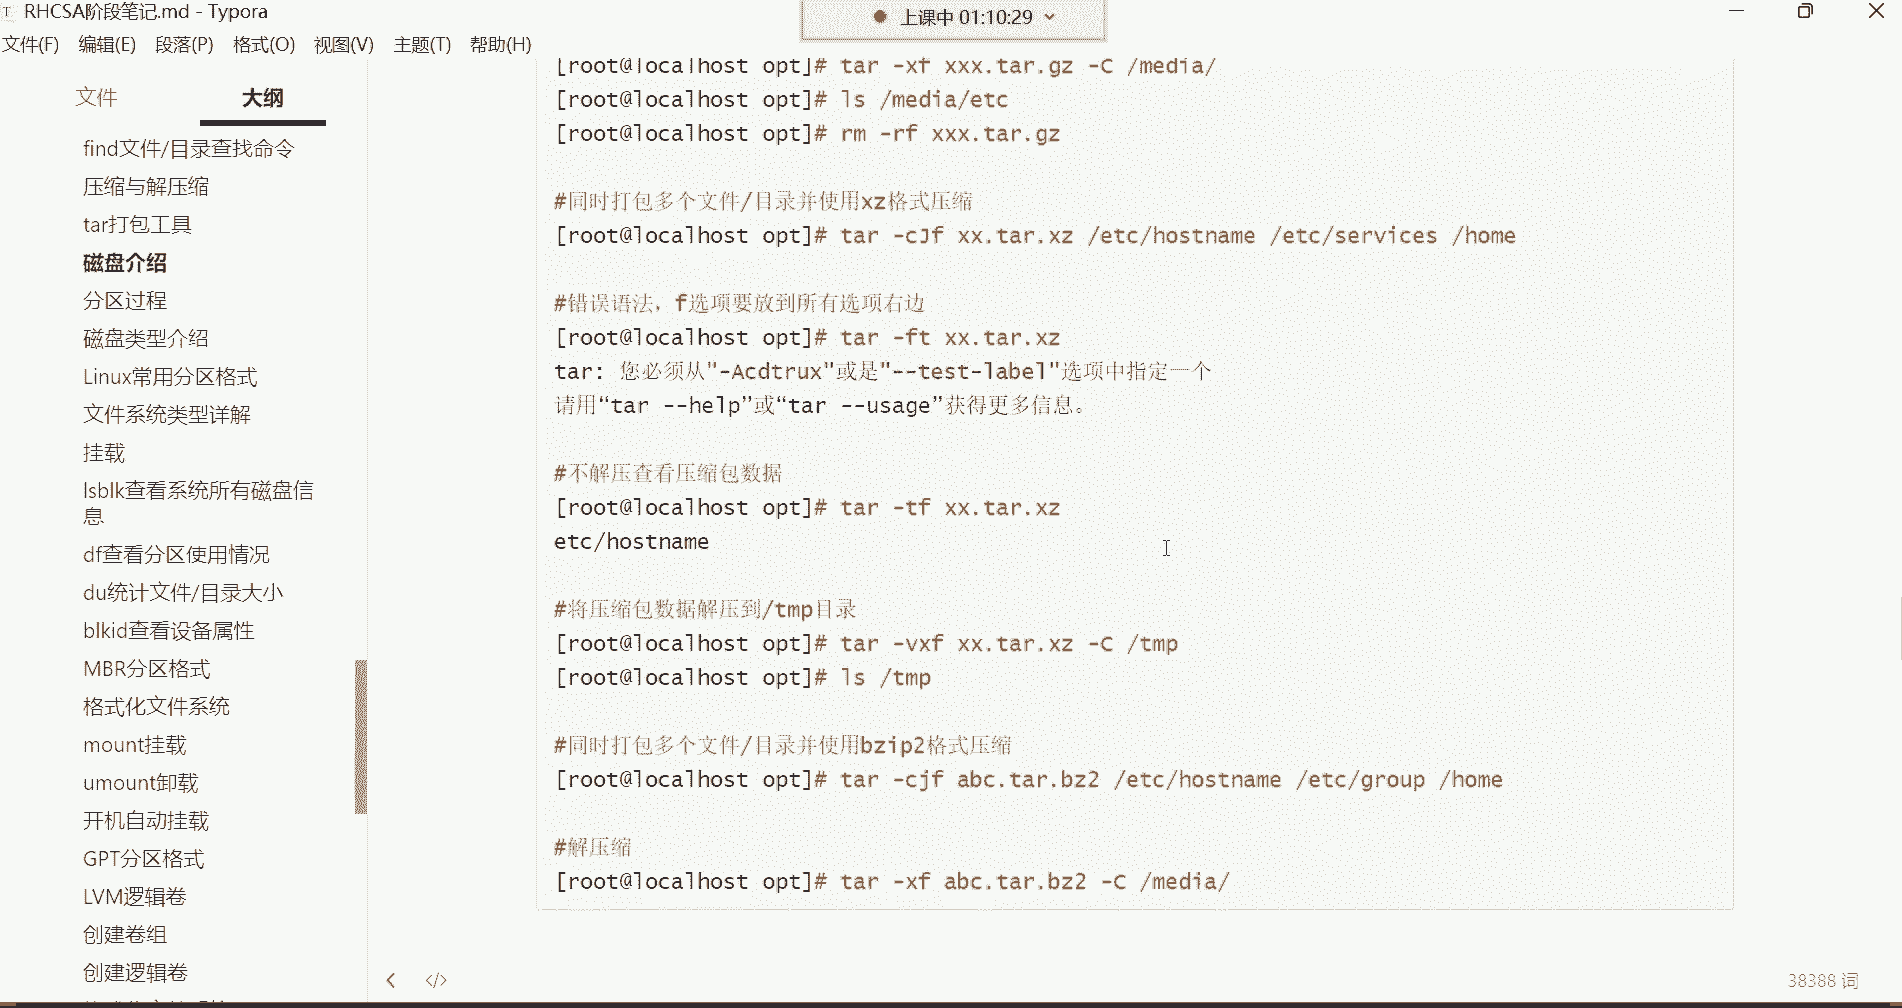 RHCSA阶段笔记.md - Typora
上课中 01:10:29
文件(F) 编辑(E) 段落(P) 格式(O) 视图(V) 主题(T) 帮助(H)
文件 大纲
find文件/目录查找命令
压缩与解压缩
tar打包工具
磁盘介绍
分区过程
磁盘类型介绍
Linux常用分区格式
文件系统类型详解
挂载
lsblk查看系统所有磁盘信
息
df查看分区使用情况
du统计文件/目录大小
blkid查看设备属性
MBR分区格式
格式化文件系统
mount挂载
umount卸载
开机自动挂载
GPT分区格式
LVM逻辑卷
创建卷组
创建逻辑卷
[root@localhost opt]# tar -xf xxx.tar.gz -C /media/
[root@localhost opt]# ls /media/etc
[root@localhost opt]# rm -rf xxx.tar.gz
#同时打包多个文件/目录并使用xz格式压缩
[root@localhost opt]# tar -cJf xx.tar.xz /etc/hostname /etc/services /home
#错误语法，f选项要放到所有选项右边
[root@localhost opt]# tar -ft xx.tar.xz
tar: 您必须从"-Acdtrux"或是"--test-label"选项中指定一个
请用“tar --help”或“tar --usage”获得更多信息。
#不解压查看压缩包数据
[root@localhost opt]# tar -tf xx.tar.xz
etc/hostname
#将压缩包数据解压到/tmp目录
[root@localhost opt]# tar -vxf xx.tar.xz -C /tmp
[root@localhost opt]# ls /tmp
#同时打包多个文件/目录并使用bzip2格式压缩
[root@localhost opt]# tar -cjf abc.tar.bz2 /etc/hostname /etc/group /home
#解压缩
[root@localhost opt]# tar -xf abc.tar.bz2 -C /media/
38388 词